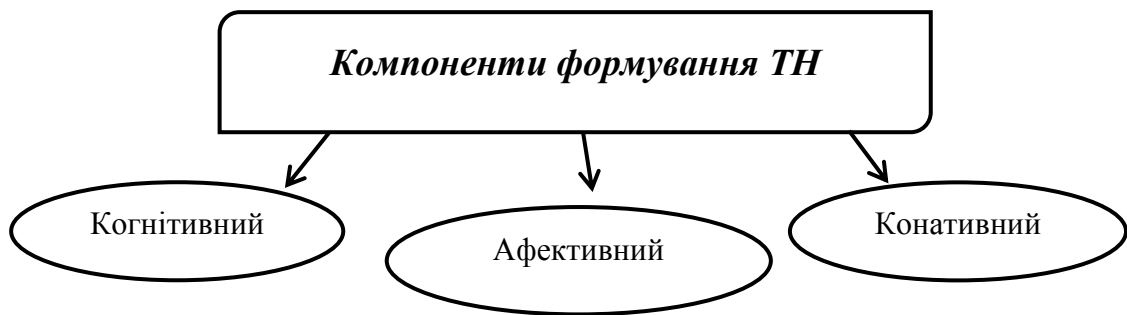 Компоненти формування ТН
Когнітивний
Афективний
Конативний